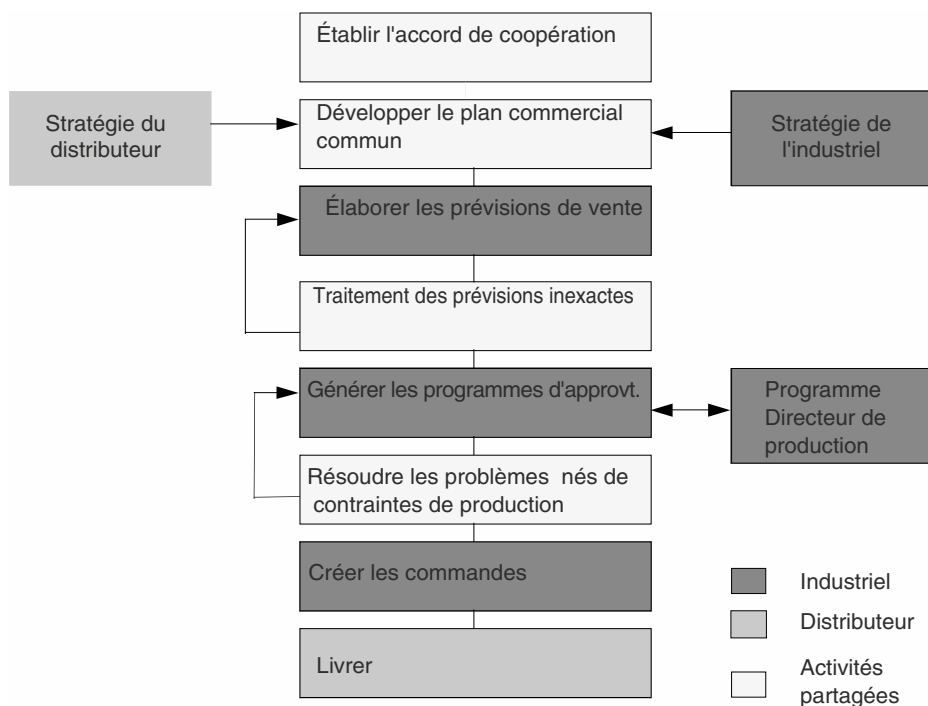 Établir l'accord de coopération
Stratégie du
distributeur
Développer le plan commercial
commun
Stratégie de
l'industriel
Élaborer les prévisions de vente
Traitement des prévisions inexactes
Générer les programmes d'approvt.
Programme
Directeur de
production
Résoudre les problèmes nés de
contraintes de production
Créer les commandes
Livrer
Industriel
Distributeur
Activités
partagées